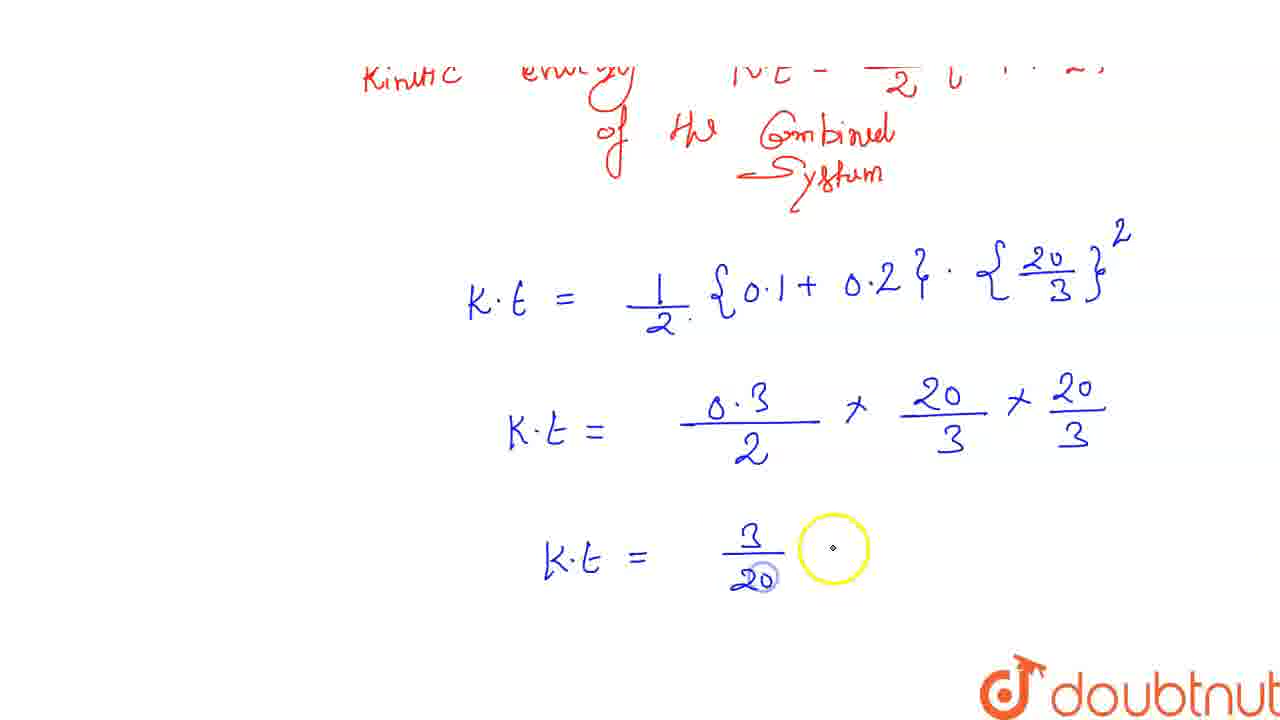 Kinetic energy K.E =
of the Combined
System
K.E = 1/2 {0.1 + 0.2} · {20/3}²
K.E = 0.3/2 × 20/3 × 20/3
K.E = 3/20
doubtnut